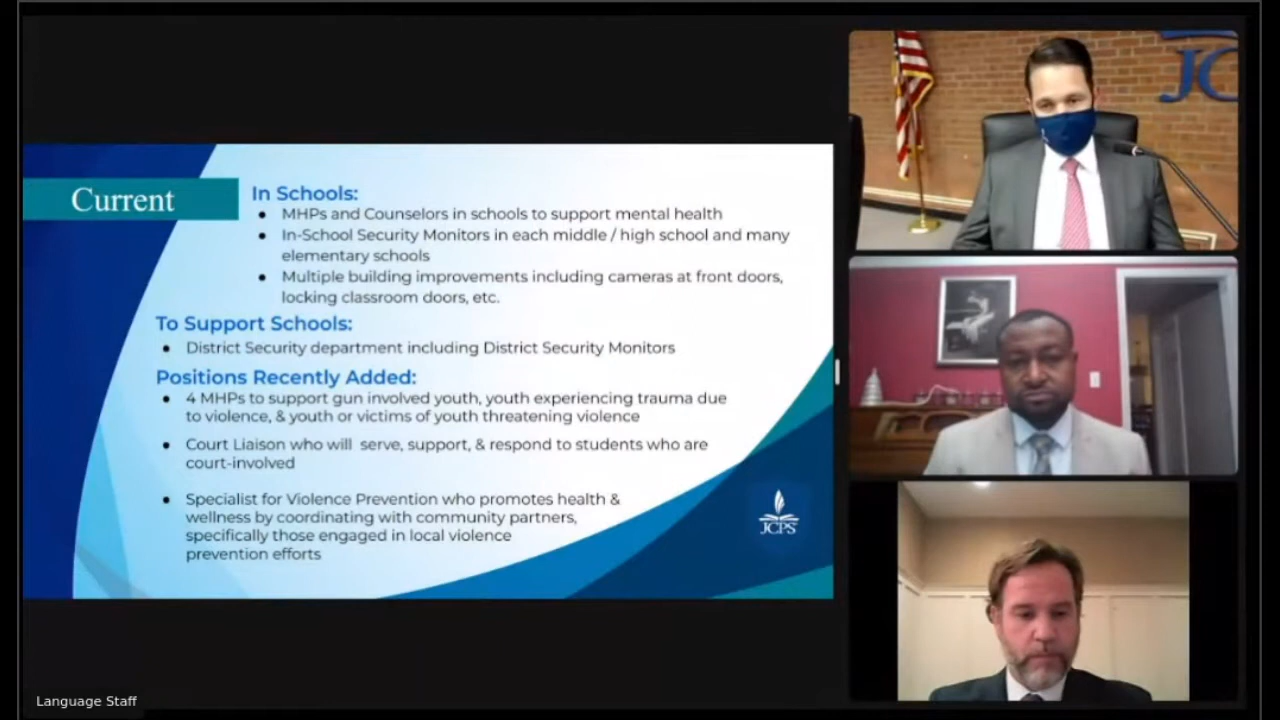 Current
In Schools:
● MHPs and Counselors in schools to support mental health
● In-School Security Monitors in each middle / high school and many
elementary schools
● Multiple building improvements including cameras at front doors,
locking classroom doors, etc.
To Support Schools:
● District Security department including District Security Monitors
Positions Recently Added:
● 4 MHPs to support gun involved youth, youth experiencing trauma due
to violence, & youth or victims of youth threatening violence
● Court Liaison who will serve, support, & respond to students who are
court-involved
● Specialist for Violence Prevention who promotes health &
wellness by coordinating with community partners,
specifically those engaged in local violence
prevention efforts
JCPS
JC
Language Staff